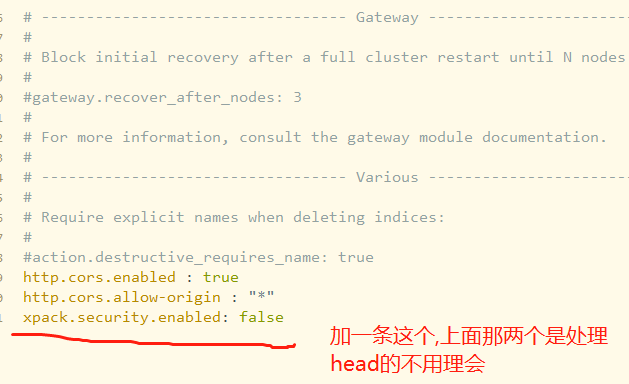 # ---------------------------------- Gateway -----------------------
#
# Block initial recovery after a full cluster restart until N nodes
#
#gateway.recover_after_nodes: 3
#
# For more information, consult the gateway module documentation.
#
# ---------------------------------- Various -----------------------
#
# Require explicit names when deleting indices:
#
#action.destructive_requires_name: true
http.cors.enabled : true
http.cors.allow-origin : "*"
xpack.security.enabled: false
加一条这个,上面那两个是处理
head的不用理会